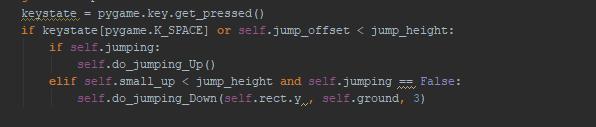 keystate = pygame.key.get_pressed()
if keystate[pygame.K_SPACE] or self.jump_offset < jump_height:
    if self.jumping:
        self.do_jumping_Up()
    elif self.small_up < jump_height and self.jumping == False:
        self.do_jumping_Down(self.rect.y , self.ground, 3)